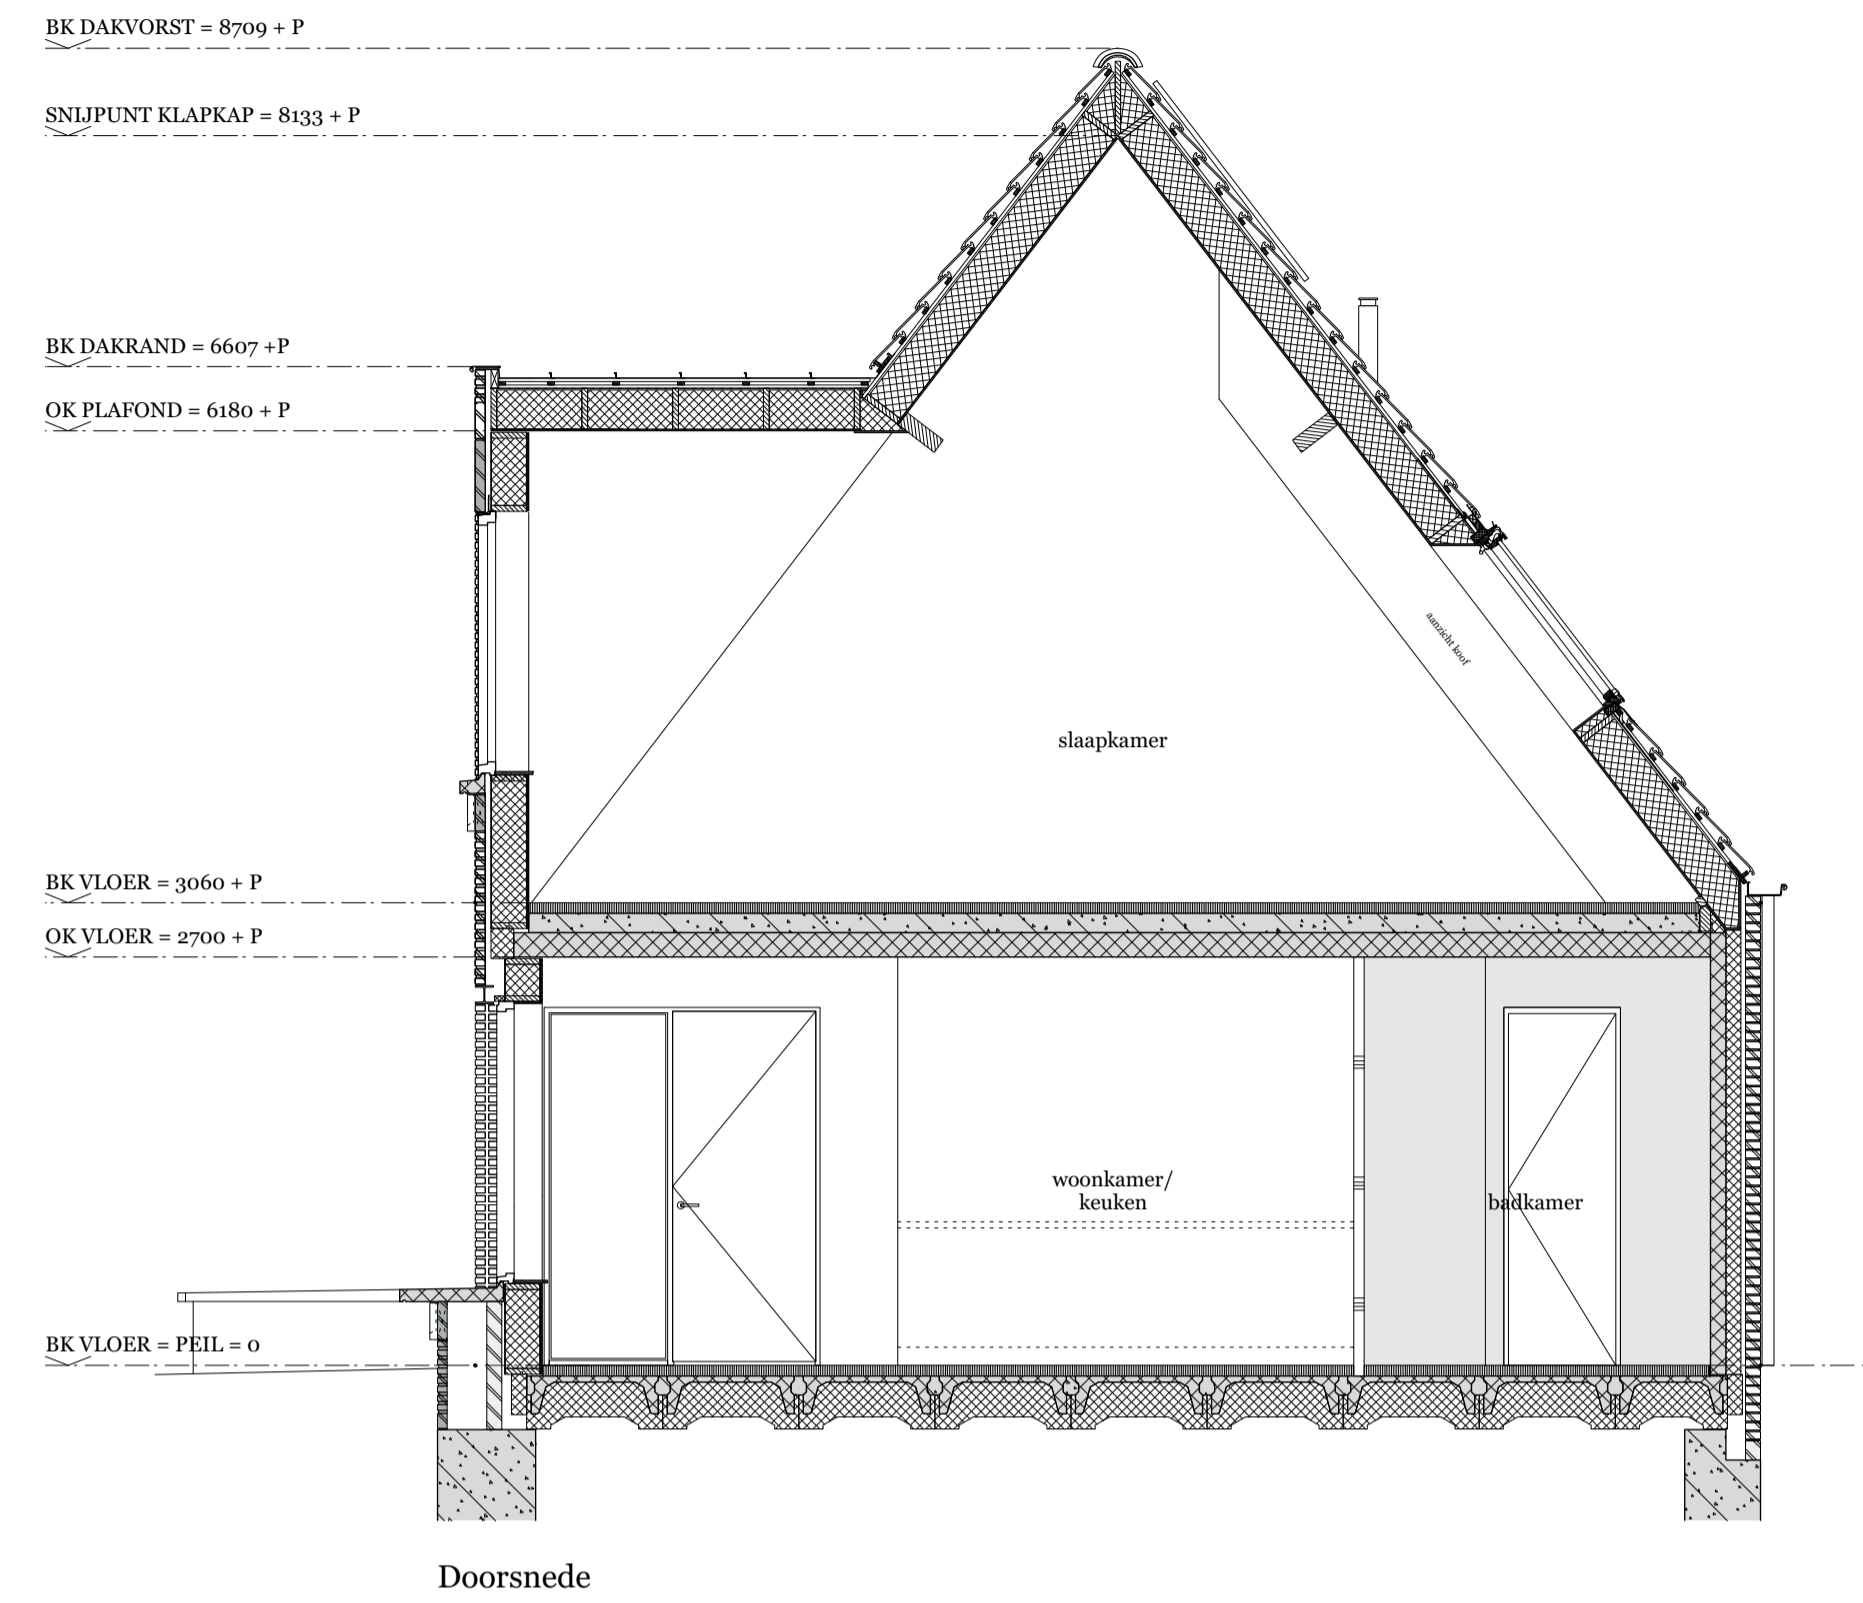 BK DAKVORST = 8709 + P
SNIJPUNT KLAPKAP = 8133 + P
BK DAKRAND = 6607 +P
OK PLAFOND = 6180 + P
aanzicht koof
slaapkamer
BK VLOER = 3060 + P
OK VLOER = 2700 + P
woonkamer/
keuken
badkamer
BK VLOER = PEIL = 0
Doorsnede